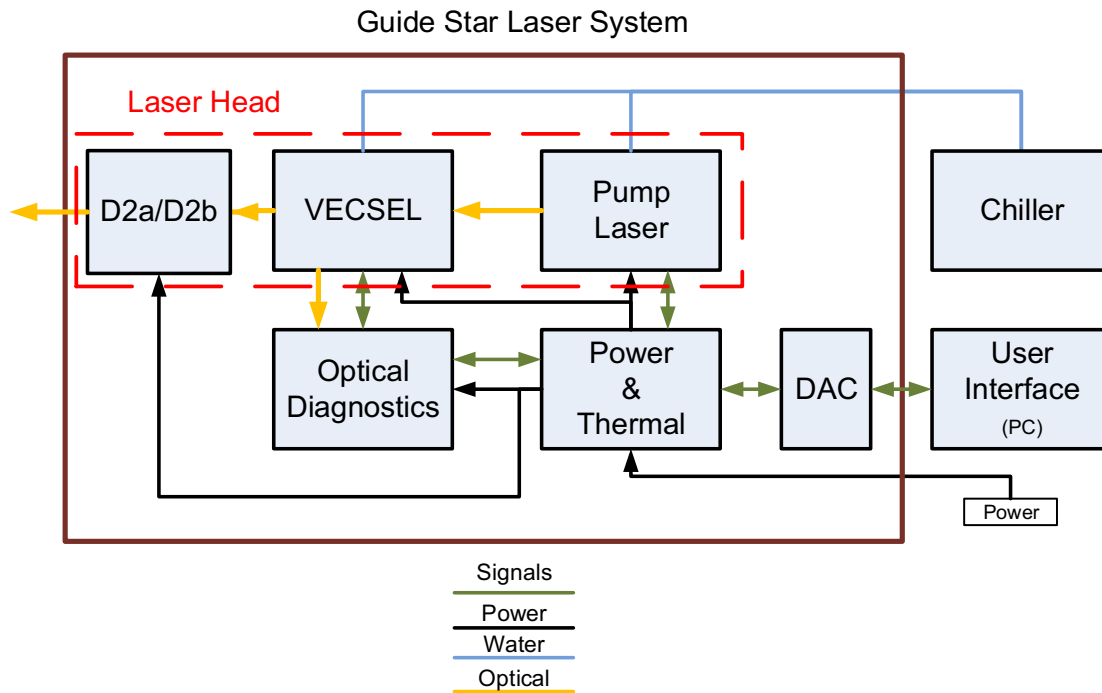 Guide Star Laser System
Laser Head
D2a/D2b
VECSEL
Pump
Laser
Chiller
Optical
Diagnostics
Power
&
Thermal
DAC
User
Interface
(PC)
Power
Signals
Power
Water
Optical